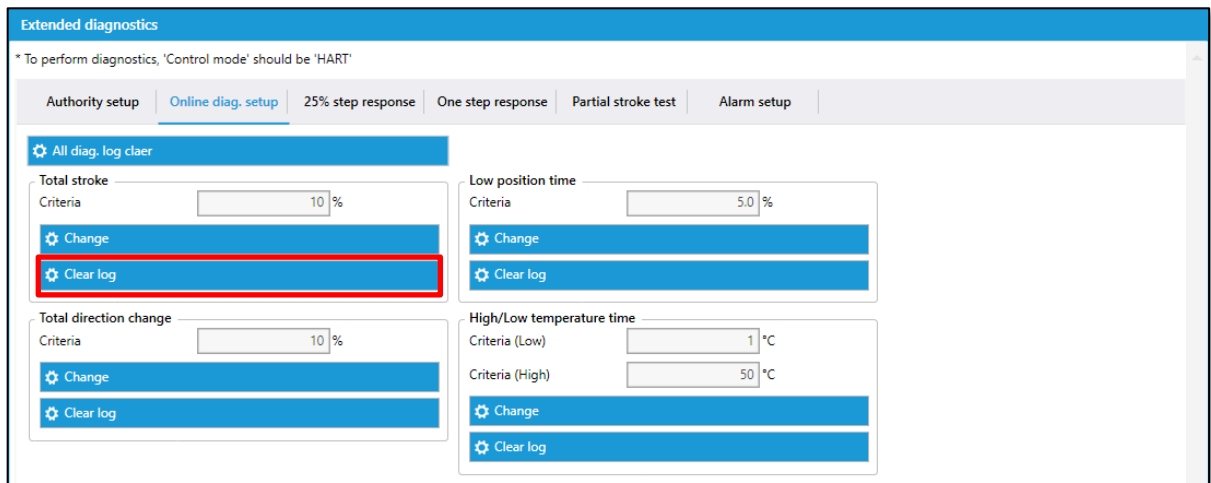 Extended diagnostics
* To perform diagnostics, 'Control mode' should be 'HART'
Authority setup Online diag. setup 25% step response One step response Partial stroke test Alarm setup
All diag. log claer
Total stroke
Criteria 10 %
Change
Clear log
Low position time
Criteria 5.0 %
Change
Clear log
Total direction change
Criteria 10 %
Change
Clear log
High/Low temperature time
Criteria (Low) 1 °C
Criteria (High) 50 °C
Change
Clear log